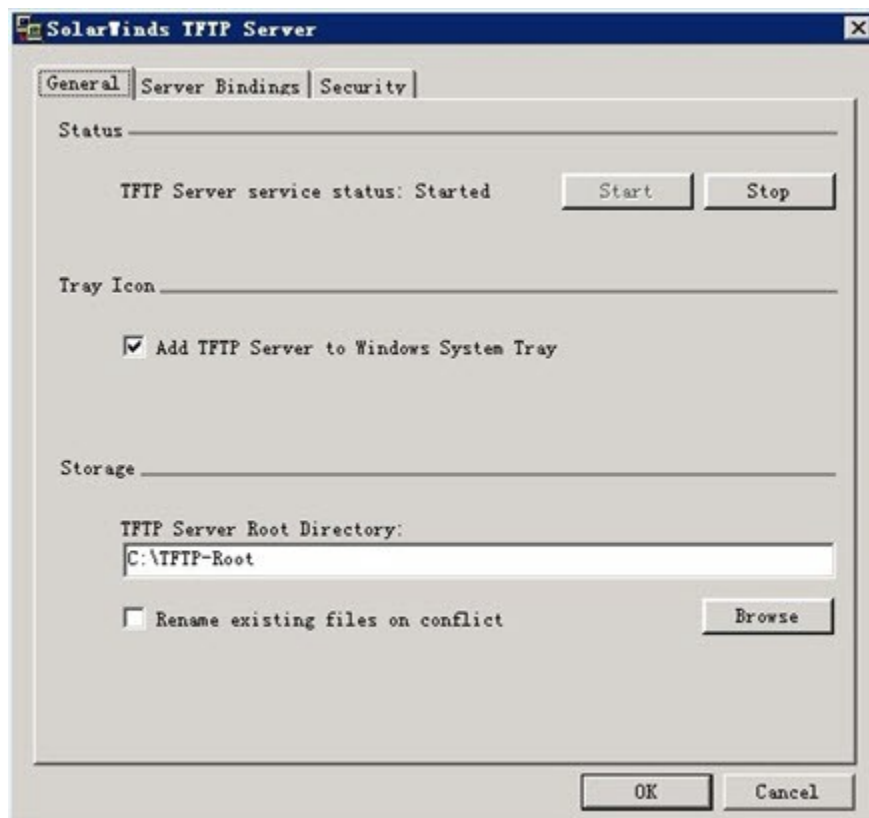 SolarWinds TFTP Server
General Server Bindings Security
Status
TFTP Server service status: Started Start Stop
Tray Icon
Add TFTP Server to Windows System Tray
Storage
TFTP Server Root Directory:
C:\TFTP-Root
Rename existing files on conflict Browse
OK Cancel